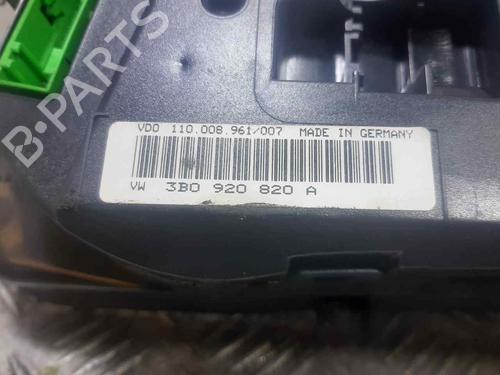 VDO 110.008.961/007 MADE IN GERMANY
VW 3B0 920 820 A
B-PARTS